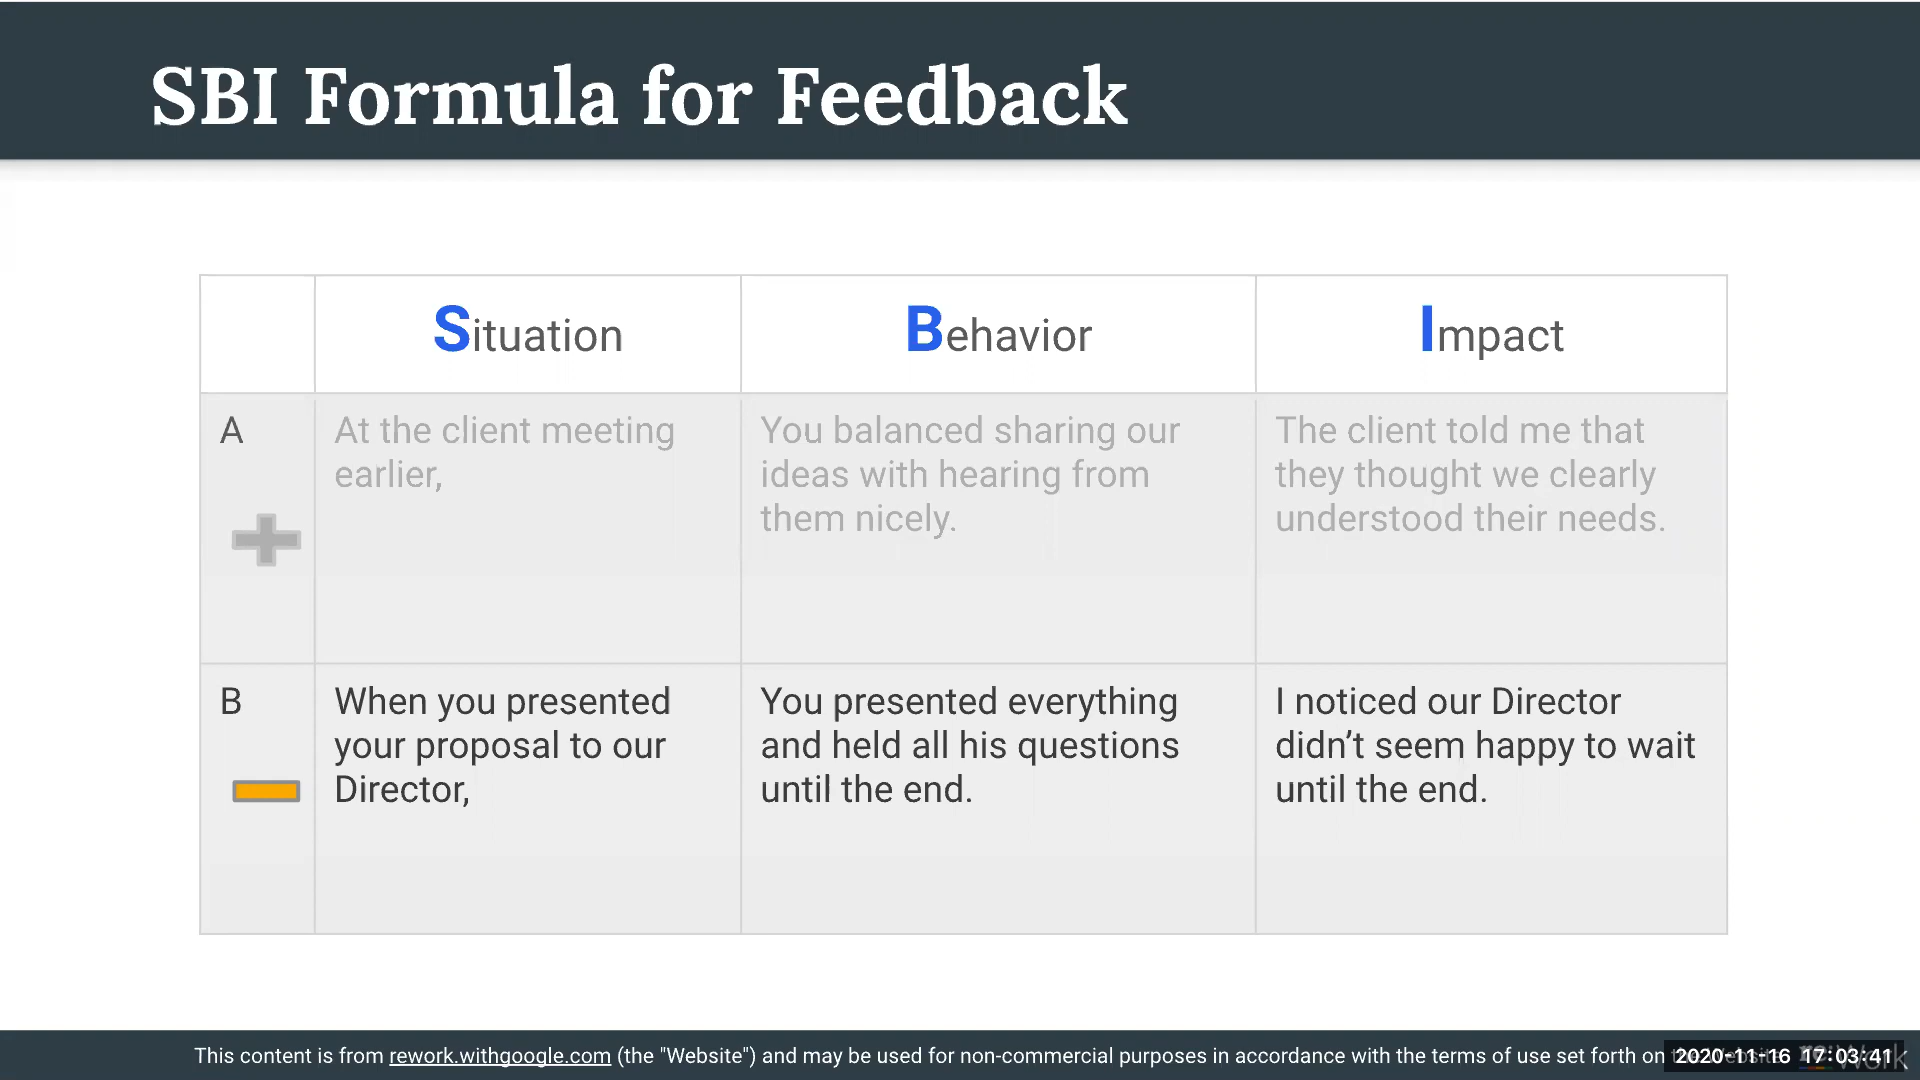 SBI Formula for Feedback
Situation
Behavior
Impact
A
At the client meeting
earlier,
You balanced sharing our
ideas with hearing from
them nicely.
The client told me that
they thought we clearly
understood their needs.
B
When you presented
your proposal to our
Director,
You presented everything
and held all his questions
until the end.
I noticed our Director
didn't seem happy to wait
until the end.
This content is from rework.withgoogle.com (the "Website") and may be used for non-commercial purposes in accordance with the terms of use set forth on
2020-11-16 17:03:41